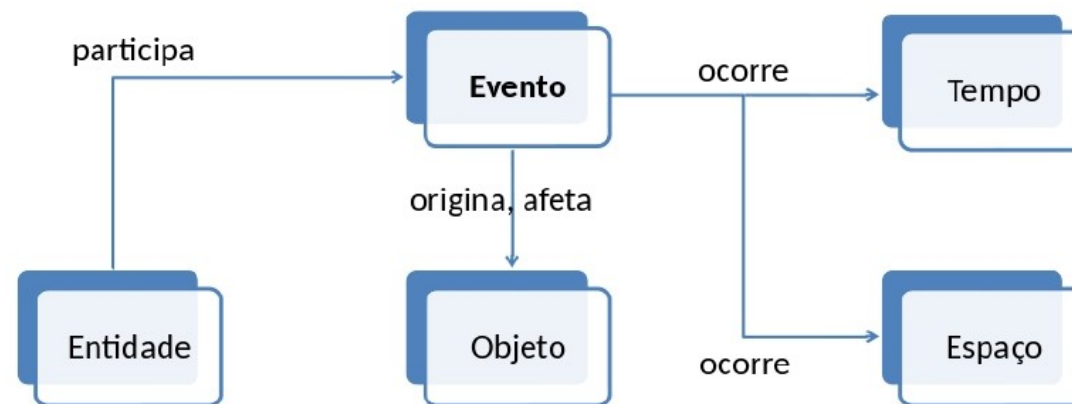 participa
Evento
ocorre
Tempo
origina, afeta
Entidade
Objeto
ocorre
Espaço